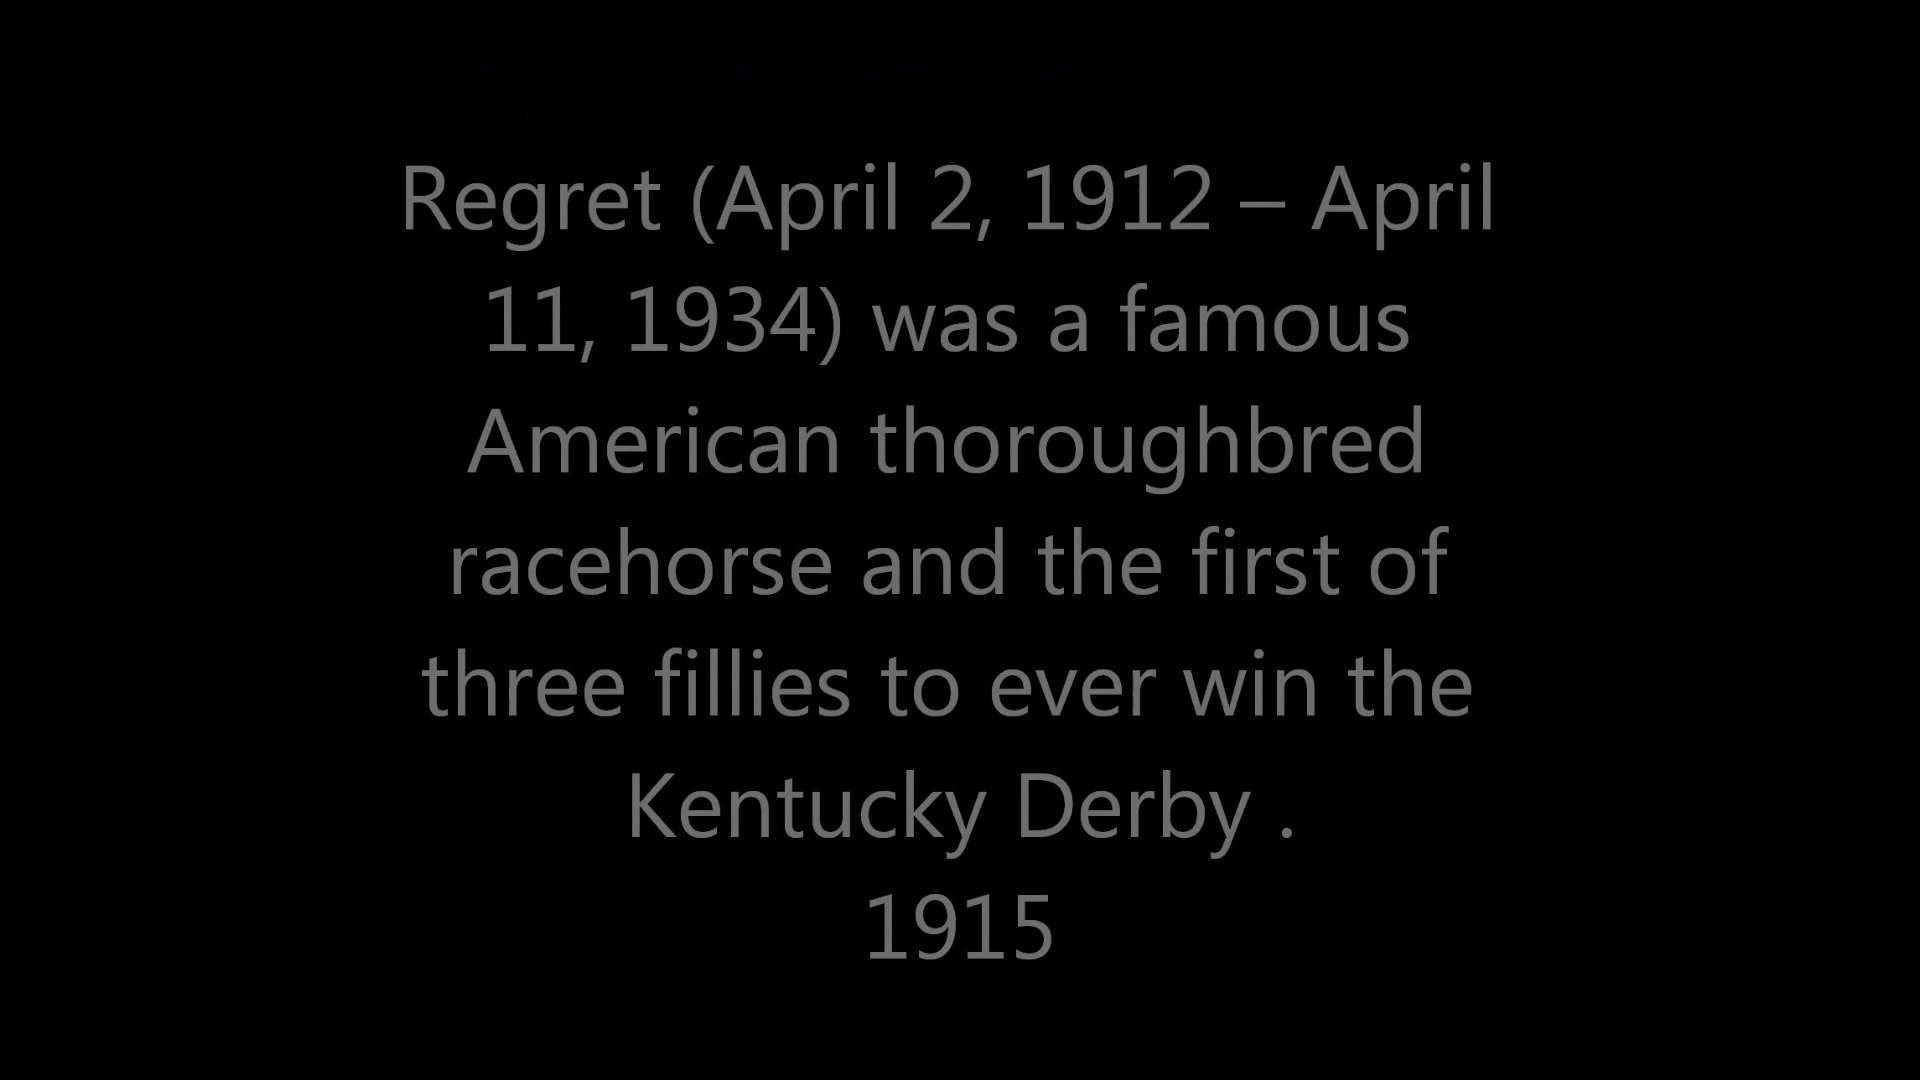 Regret (April 2, 1912 – April
11, 1934) was a famous
American thoroughbred
racehorse and the first of
three fillies to ever win the
Kentucky Derby .
1915